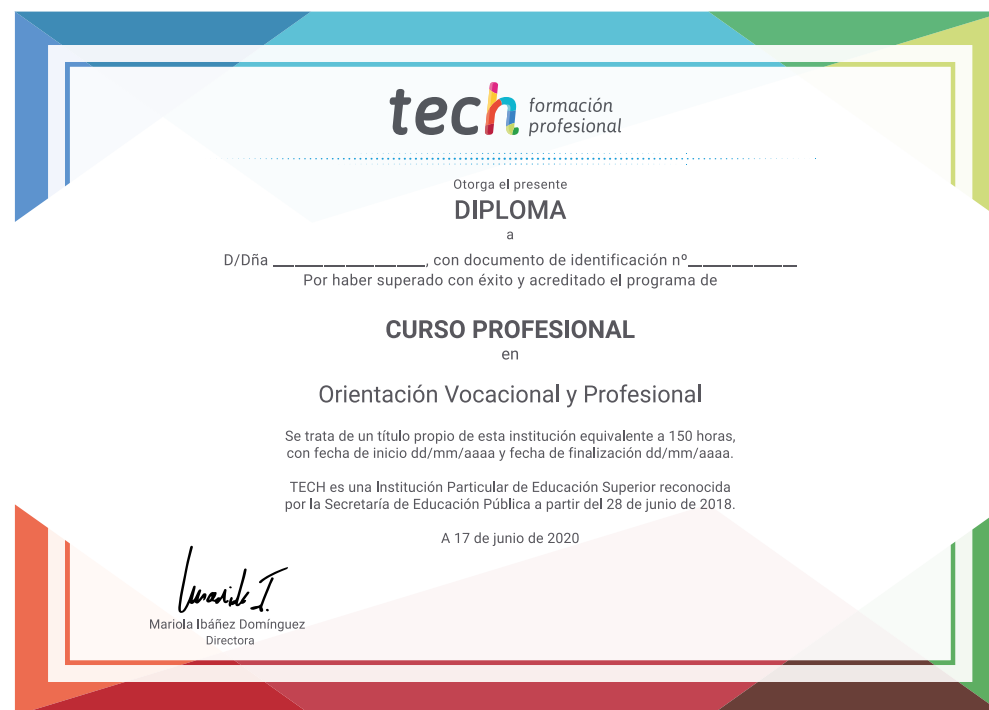 tech formación
profesional
Otorga el presente
DIPLOMA
a
D/Dña ____________________, con documento de identificación nº______________
Por haber superado con éxito y acreditado el programa de
CURSO PROFESIONAL
en
Orientación Vocacional y Profesional
Se trata de un título propio de esta institución equivalente a 150 horas,
con fecha de inicio dd/mm/aaaa y fecha de finalización dd/mm/aaaa.
TECH es una Institución Particular de Educación Superior reconocida
por la Secretaría de Educación Pública a partir del 28 de junio de 2018.
A 17 de junio de 2020
Mariola Ibáñez Domínguez
Directora